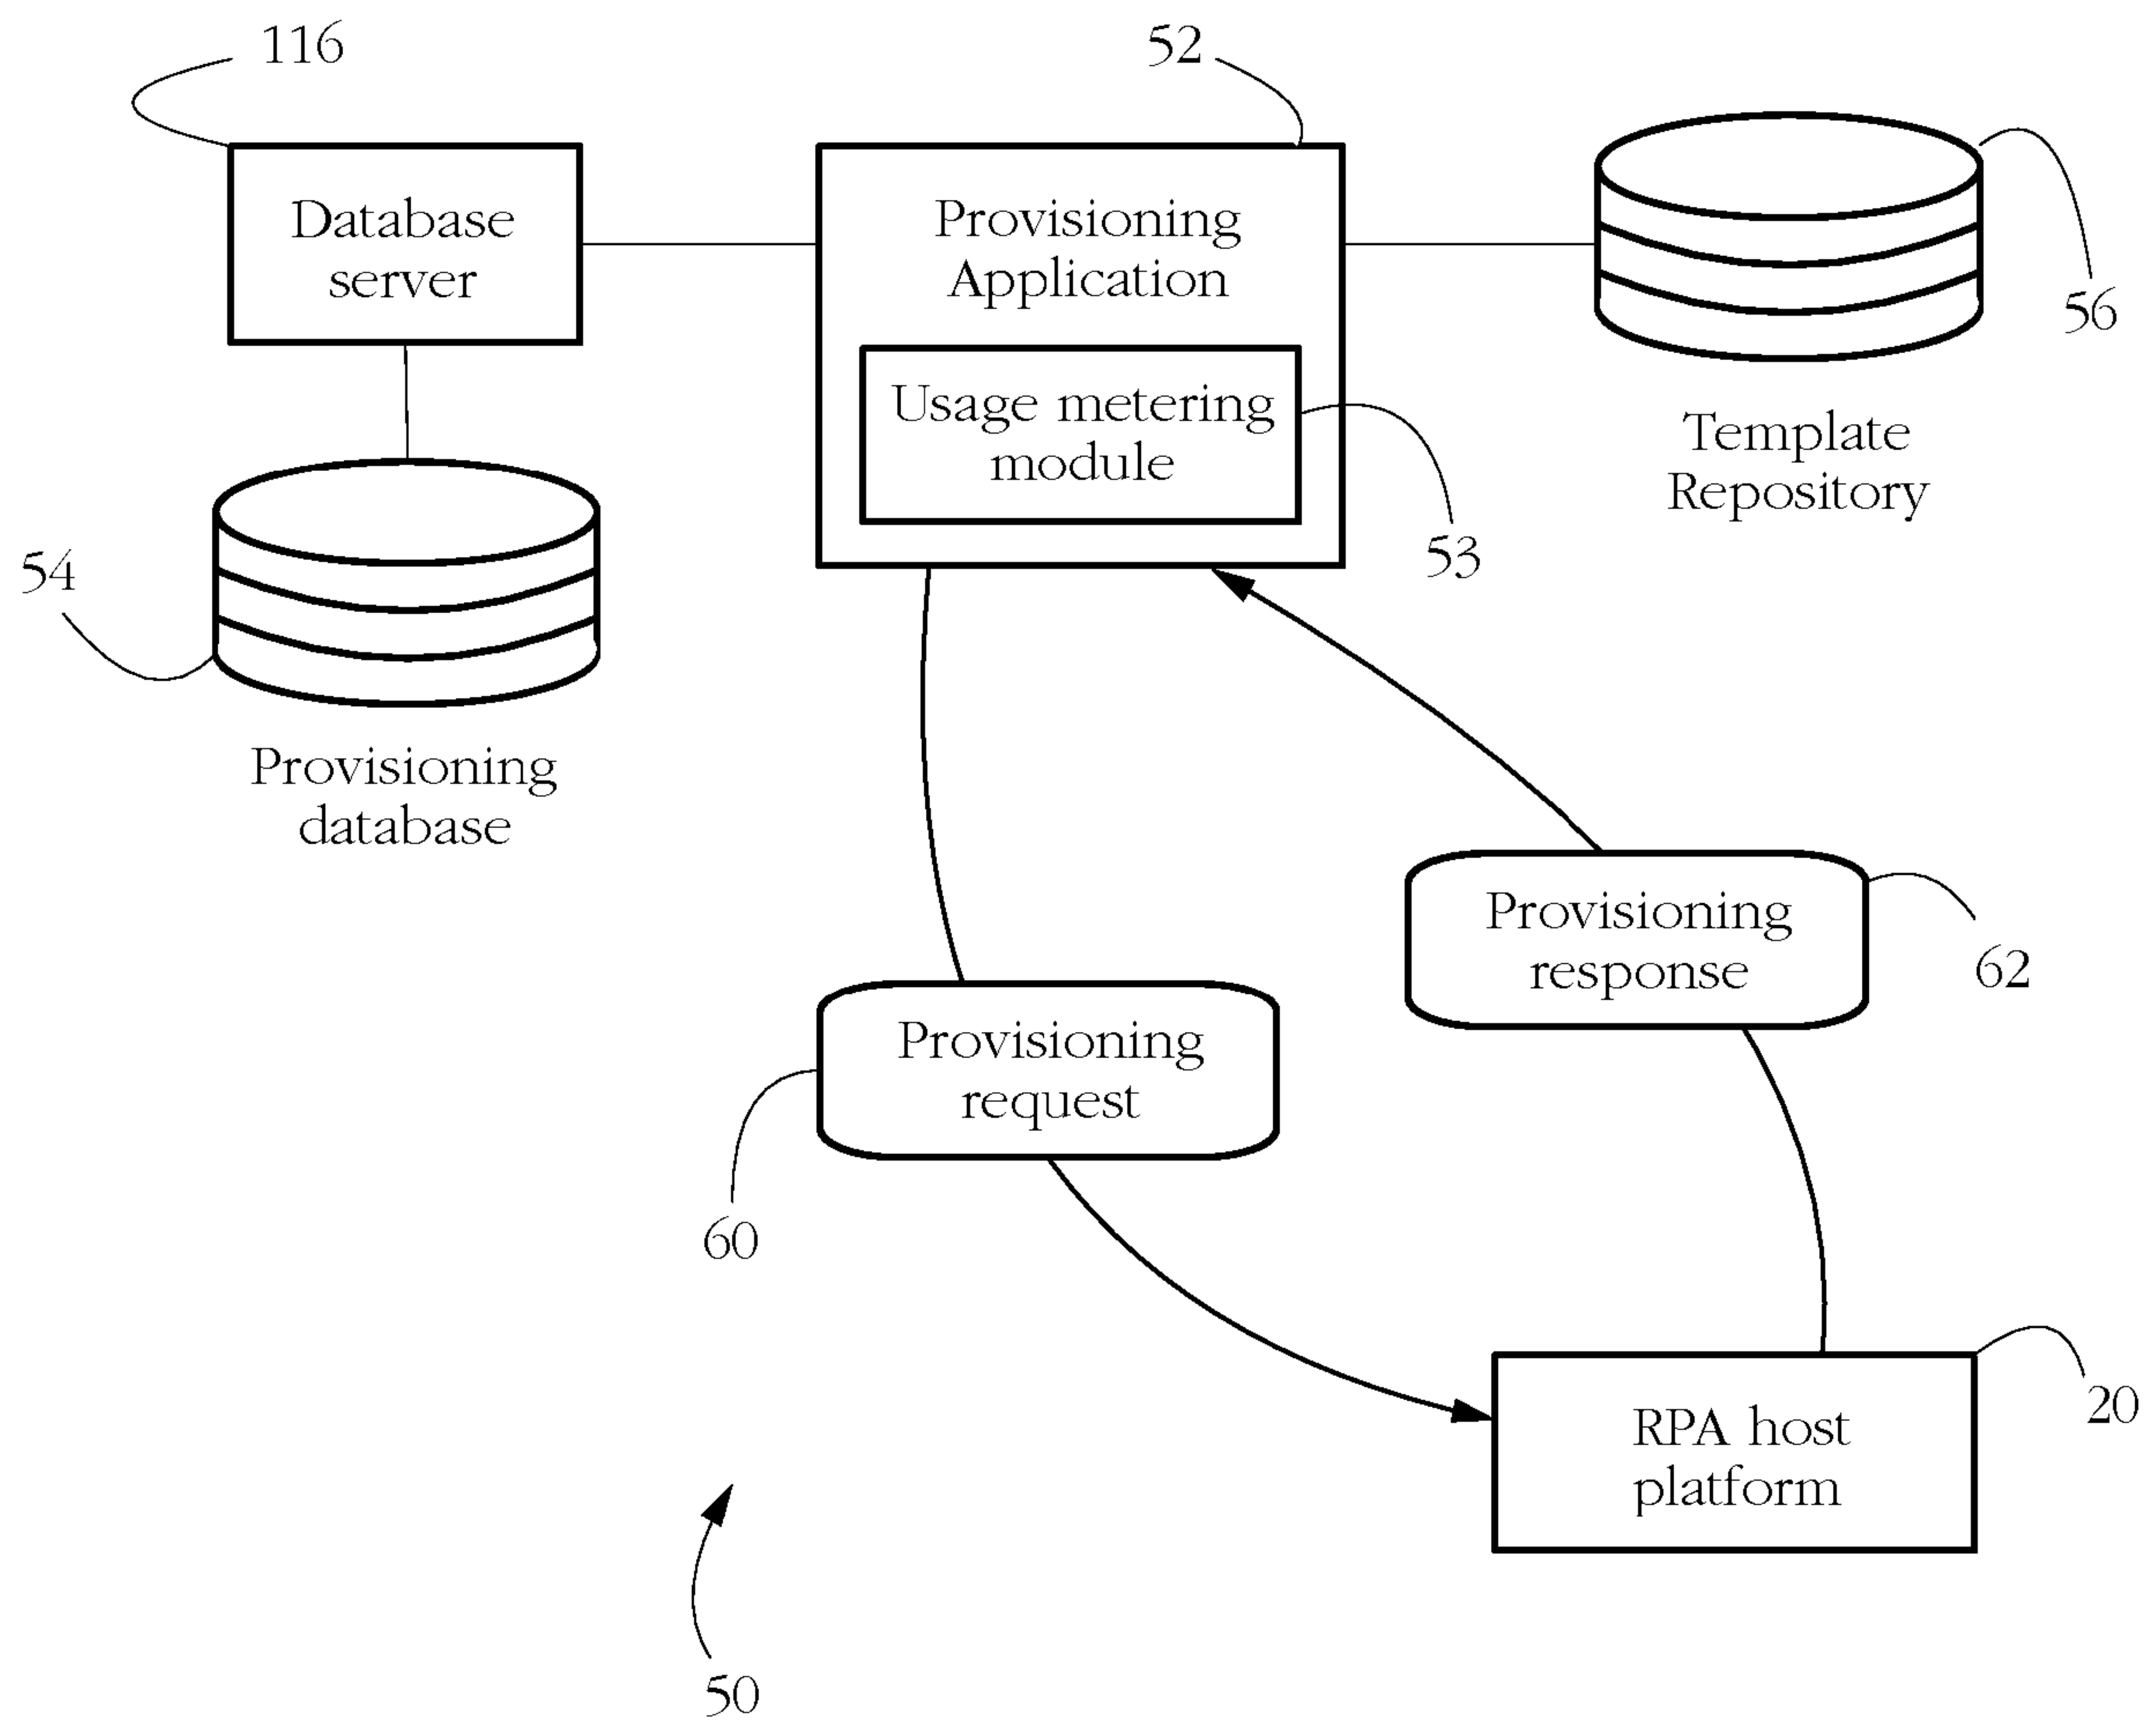 116
52
Database
server
Provisioning
Application
56
Usage metering
module
Template
Repository
53
54
Provisioning
database
Provisioning
response
62
Provisioning
request
60
20
RPA host
platform
50